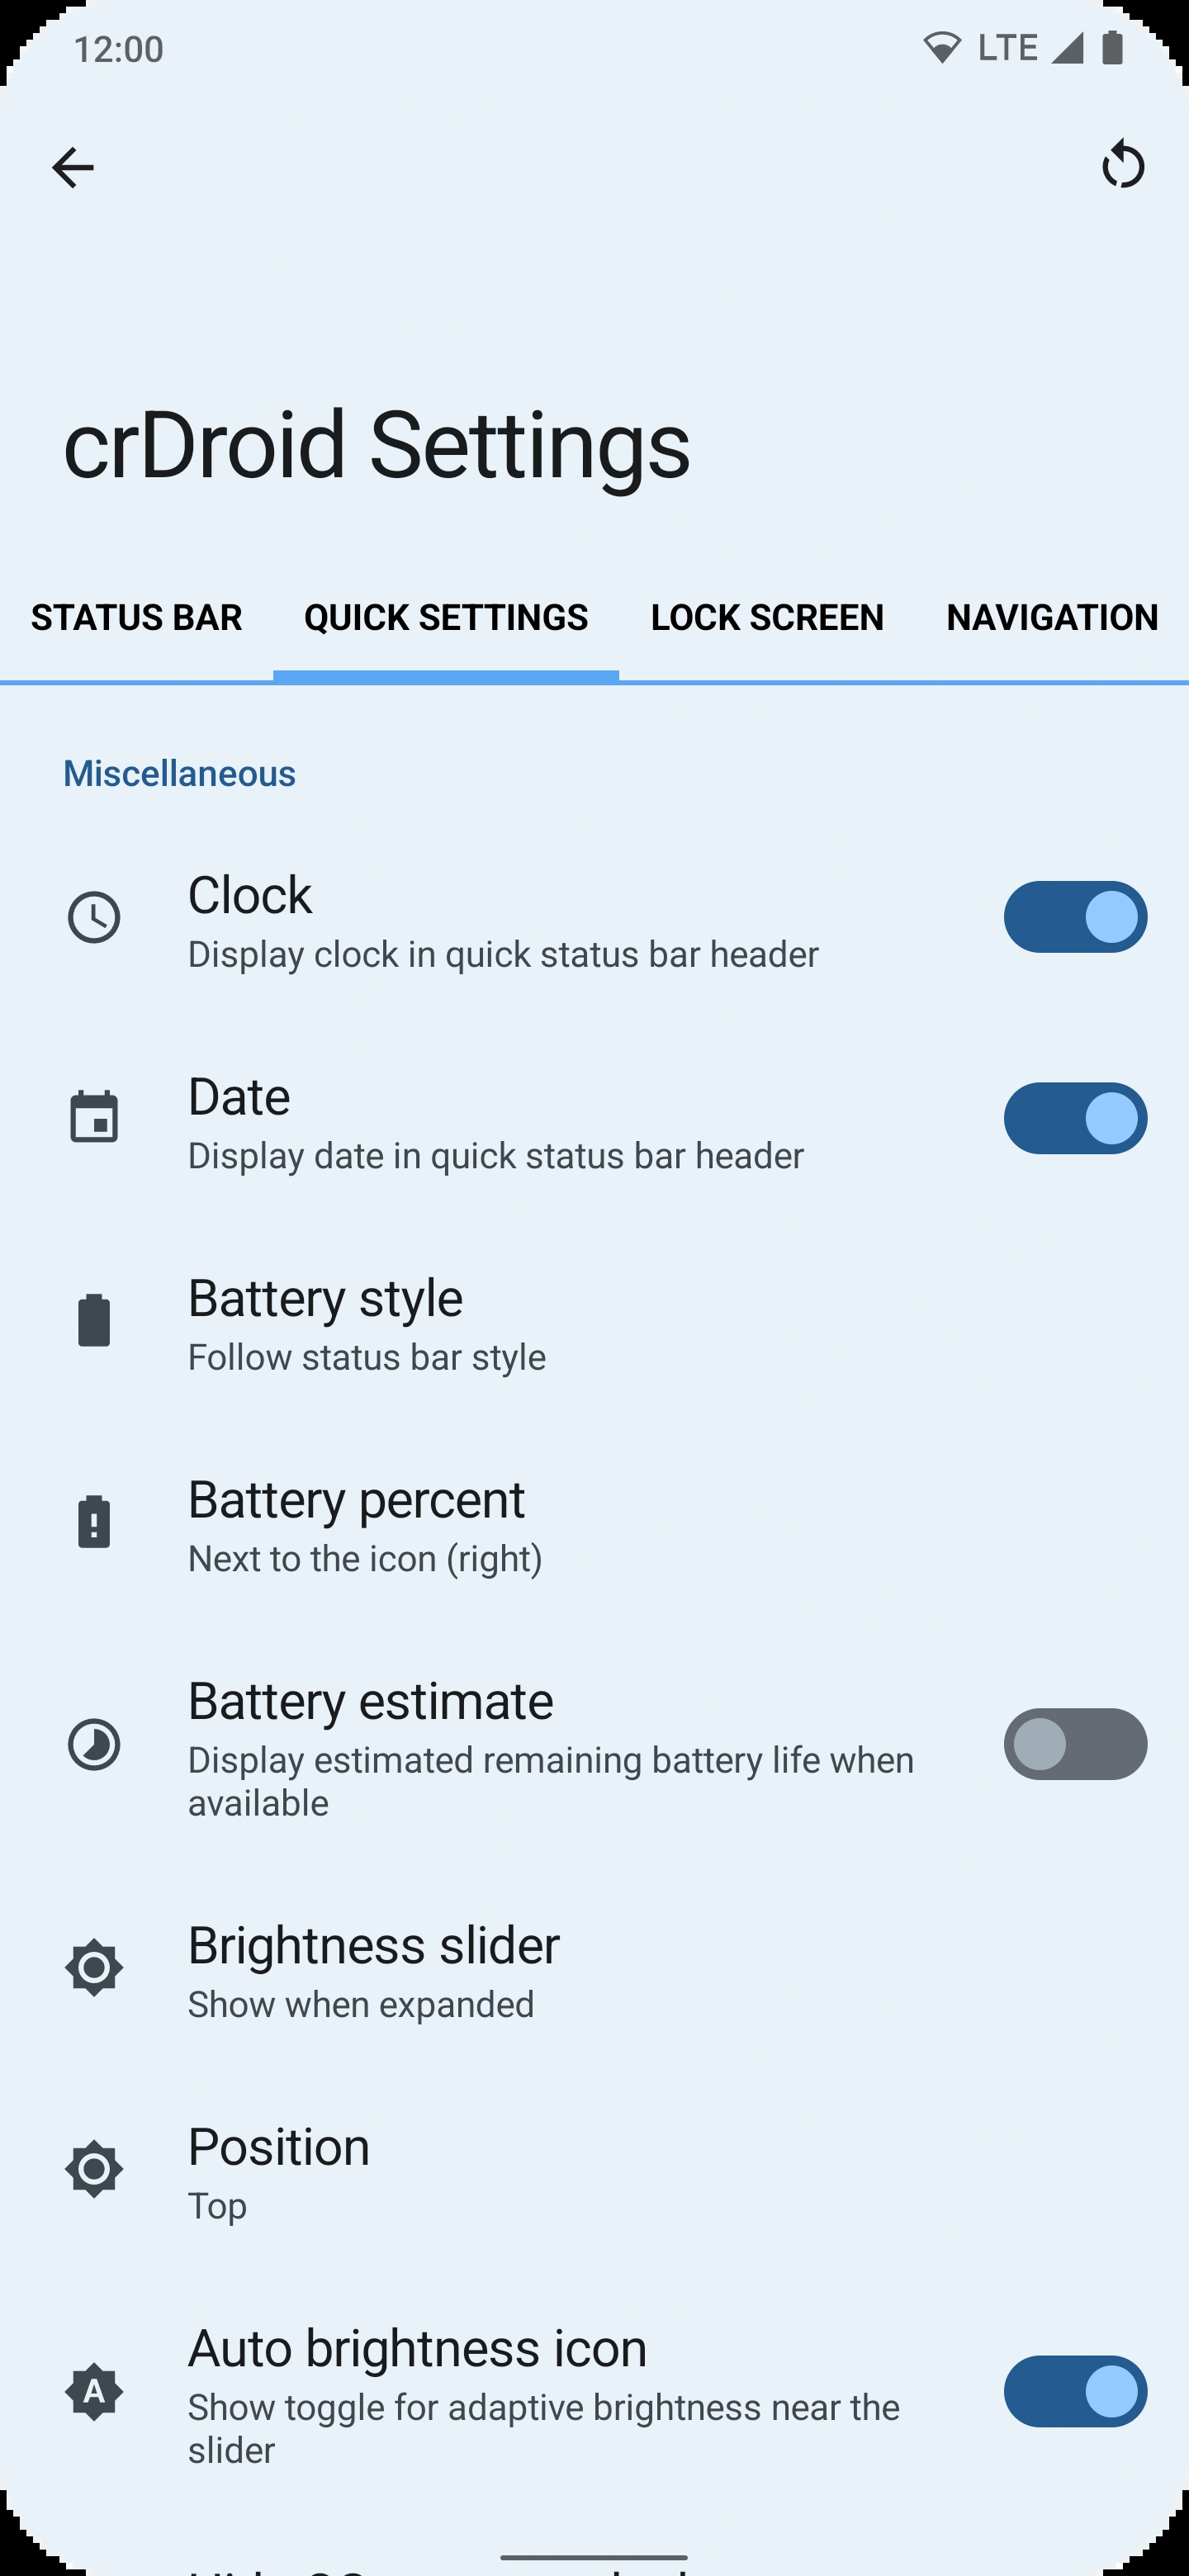 12:00 LTE
crDroid Settings
STATUS BAR QUICK SETTINGS LOCK SCREEN NAVIGATION
Miscellaneous
Clock
Display clock in quick status bar header
Date
Display date in quick status bar header
Battery style
Follow status bar style
Battery percent
Next to the icon (right)
Battery estimate
Display estimated remaining battery life when
available
Brightness slider
Show when expanded
Position
Top
Auto brightness icon
A
Show toggle for adaptive brightness near the
slider